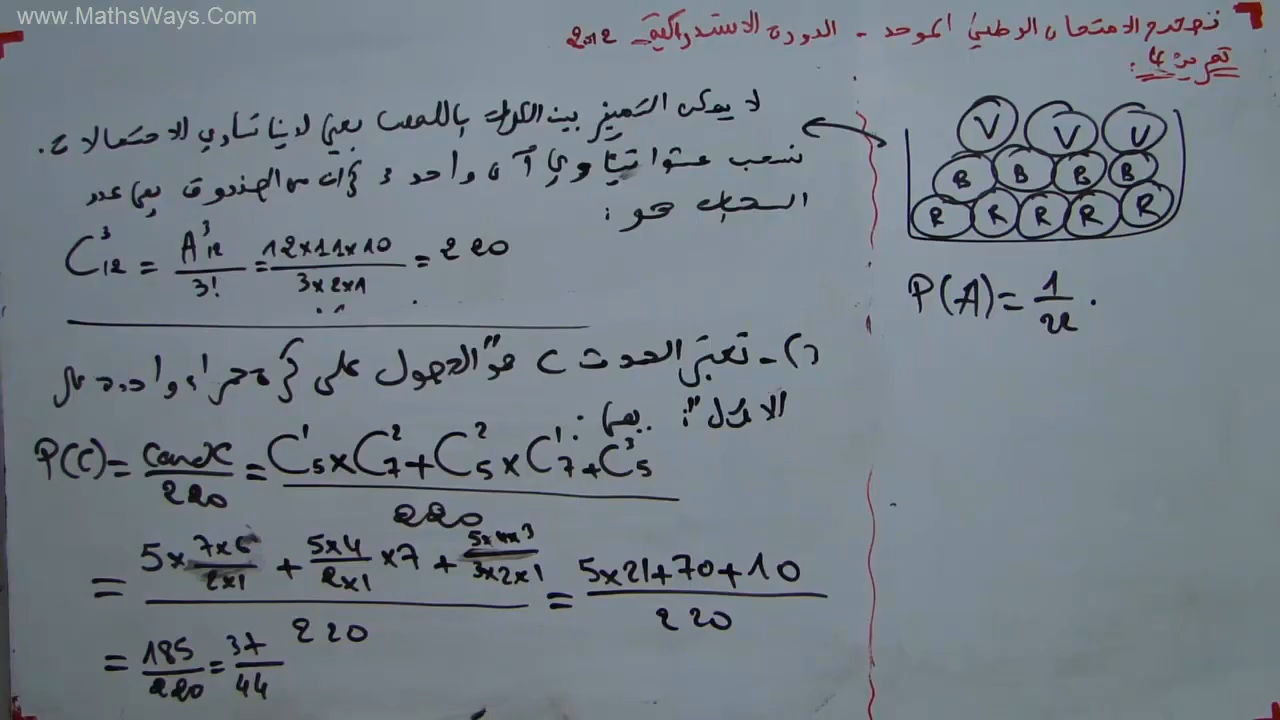 www.MathsWays.Com
نصحح الامتحان الوطني الموحد - الدورة الاستدراكية 2012
تمرين 4:
لا يمكن التمييز بين الكرات باللمس يعني لدينا تساوي الاحتمالات.
نسحب عشوائيا وفي آن واحد 3 كرات من الصندوق يعني عدد
السحبات هو:
C³₁₂ = A³₁₂/3! = 12×11×10/3×2×1 = 220
V V V
B B B B
R R R R R
P(A) = 1/22.
نعتبر الحدث C هو "الحصول على كرة حمراء واحدة على
الاقل": يعني:
P(C) = Card C/220 = C¹₅×C²₇+C²₅×C¹₇+C³₅/220
= 5×7×6/2×1 + 5×4/2×1 ×7 + 5×4×3/3×2×1 / 220 = 5×21+70+10/220
= 185/220 = 37/44